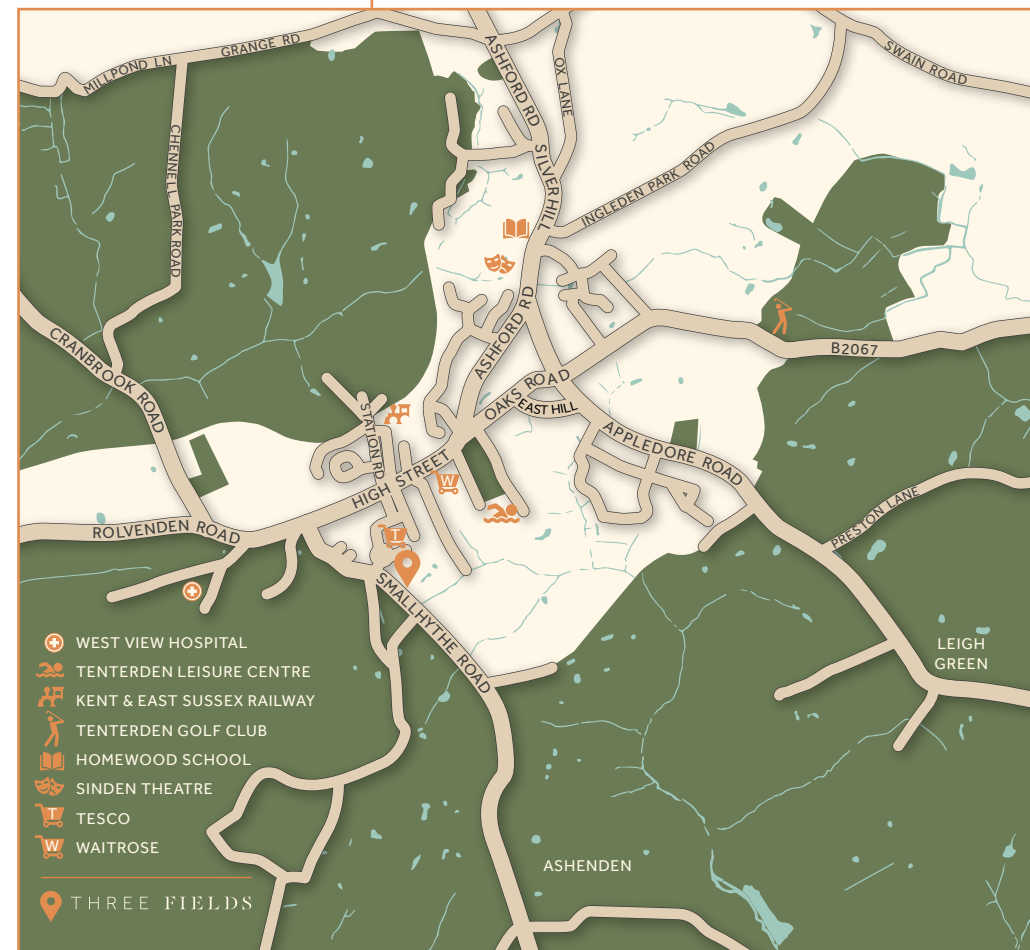 MILLPOND LN
GRANGE RD
ASHFORD RD
OX LANE
SWAIN ROAD
CHENNELL PARK ROAD
SILVER HILL
INGLEDEN PARK ROAD
CRANBROOK ROAD
ASHFORD RD
B2067
OAKS ROAD
EAST HILL
STATION RD
APPLEDORE ROAD
HIGH STREET
W
PRESTON LANE
ROLVENDEN ROAD
T
SMALLHYTHE ROAD
LEIGH
GREEN
WEST VIEW HOSPITAL
TENTERDEN LEISURE CENTRE
KENT & EAST SUSSEX RAILWAY
TENTERDEN GOLF CLUB
HOMEWOOD SCHOOL
SINDEN THEATRE
T TESCO
W WAITROSE
ASHENDEN
THREE FIELDS